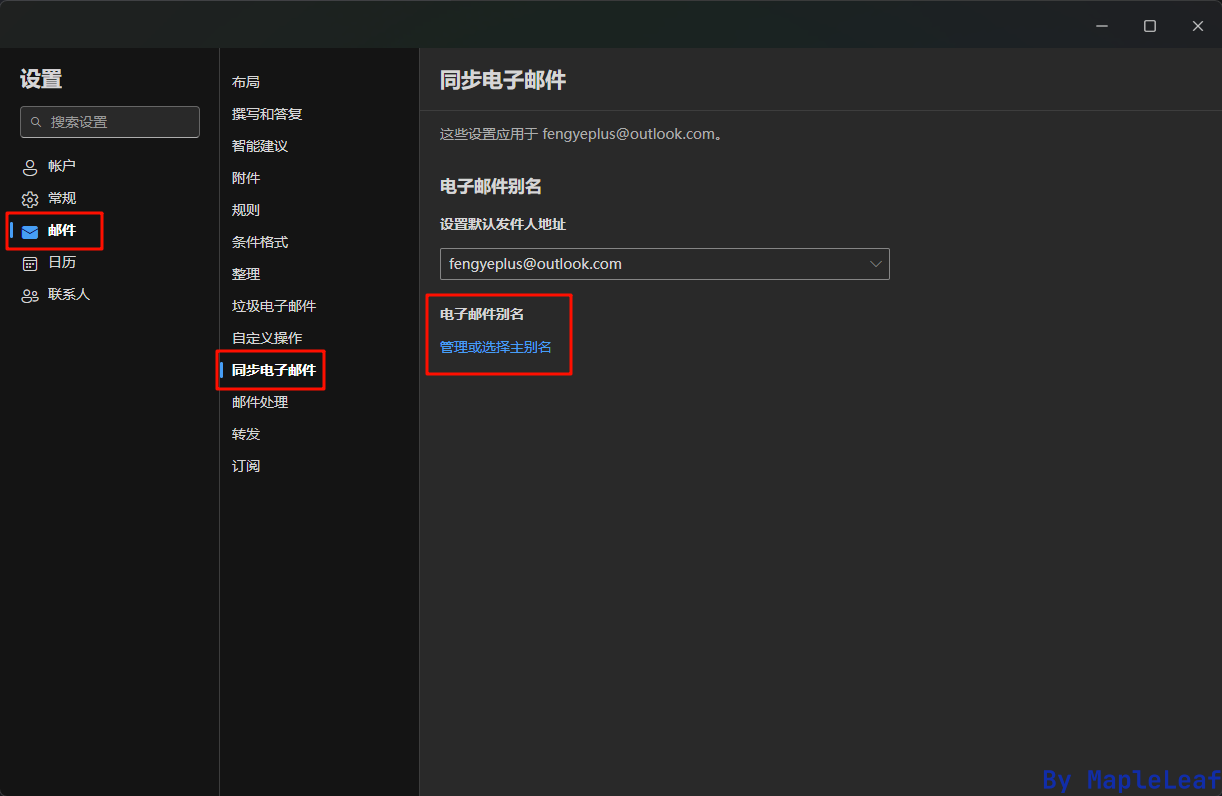 设置
搜索设置
帐户
常规
邮件
日历
联系人
布局
撰写和答复
智能建议
附件
规则
条件格式
整理
垃圾电子邮件
自定义操作
同步电子邮件
邮件处理
转发
订阅
同步电子邮件
这些设置应用于 fengyeplus@outlook.com。
电子邮件别名
设置默认发件人地址
fengyeplus@outlook.com
电子邮件别名
管理或选择主别名
By MapleLeaf